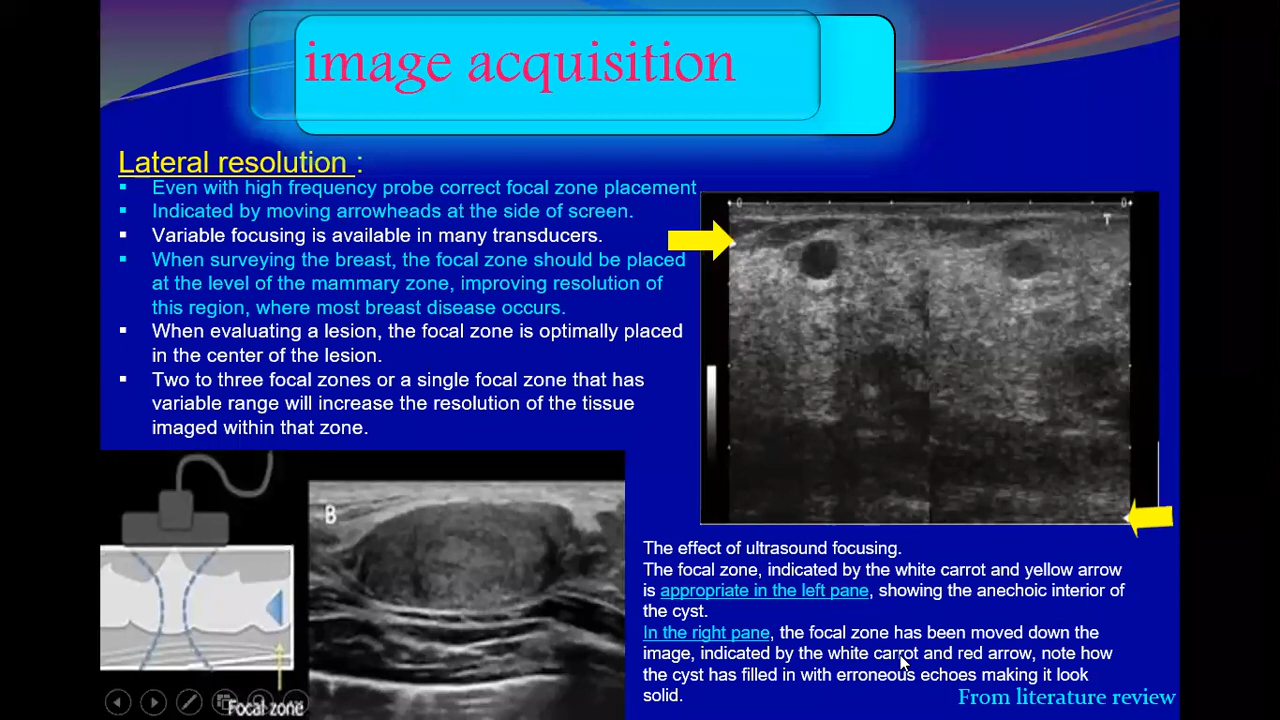 image acquisition
Lateral resolution :
Even with high frequency probe correct focal zone placement
Indicated by moving arrowheads at the side of screen.
Variable focusing is available in many transducers.
When surveying the breast, the focal zone should be placed
at the level of the mammary zone, improving resolution of
this region, where most breast disease occurs.
When evaluating a lesion, the focal zone is optimally placed
in the center of the lesion.
Two to three focal zones or a single focal zone that has
variable range will increase the resolution of the tissue
imaged within that zone.
0
0
T
B
Focal zone
The effect of ultrasound focusing.
The focal zone, indicated by the white carrot and yellow arrow
is appropriate in the left pane, showing the anechoic interior of
the cyst.
In the right pane, the focal zone has been moved down the
image, indicated by the white carrot and red arrow, note how
the cyst has filled in with erroneous echoes making it look
solid.
From literature review